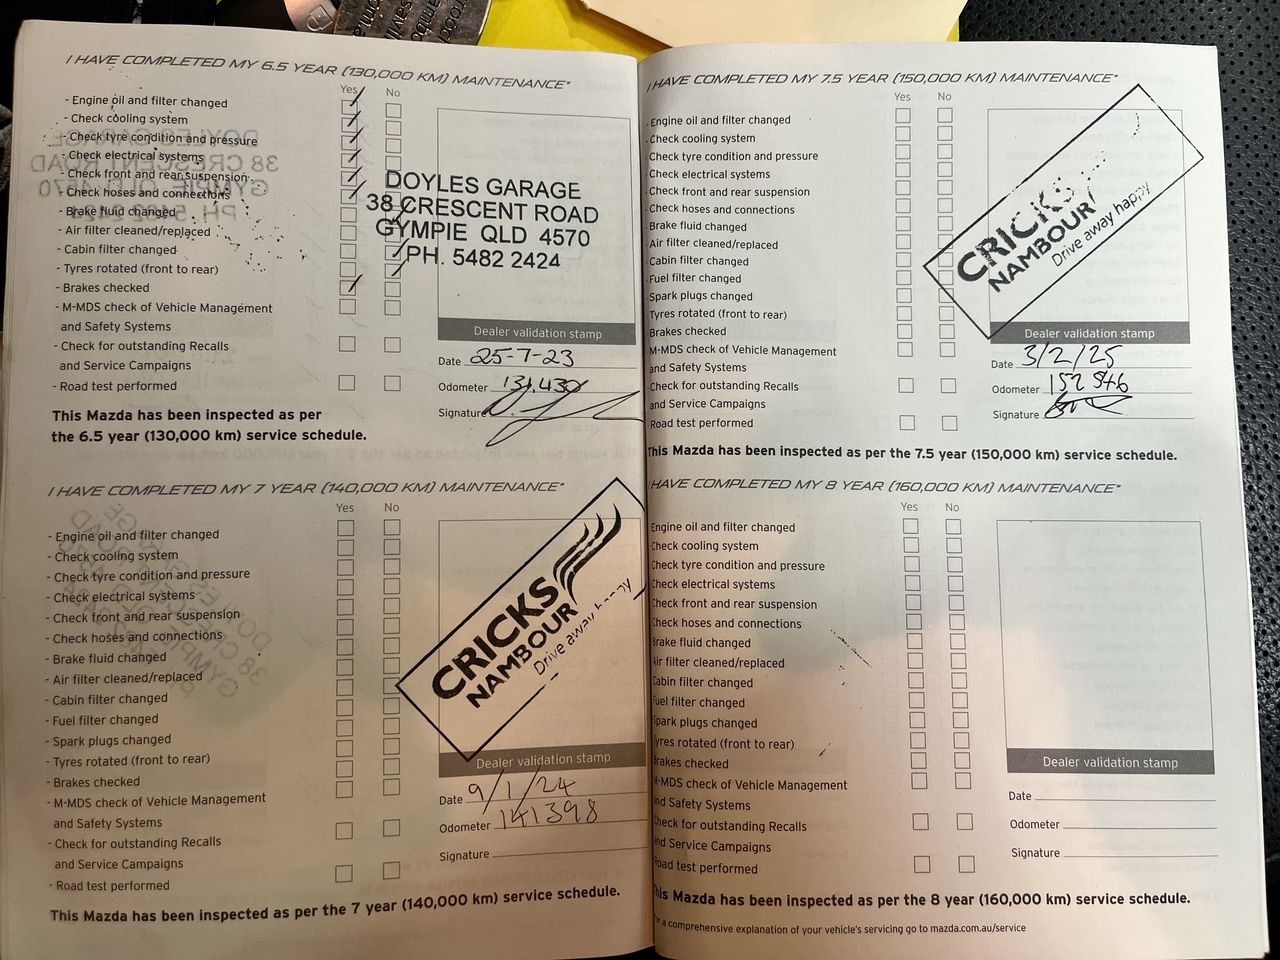 I HAVE COMPLETED MY 6.5 YEAR (130,000 KM) MAINTENANCE*
Yes No
- Engine oil and filter changed
- Check cooling system
- Check tyre condition and pressure
- Check electrical systems
- Check front and rear suspension
- Check hoses and connections
- Brake fluid changed
- Air filter cleaned/replaced
- Cabin filter changed
- Tyres rotated (front to rear)
- Brakes checked
- M-MDS check of Vehicle Management
and Safety Systems
- Check for outstanding Recalls
and Service Campaigns
- Road test performed
DOYLES GARAGE
38 CRESCENT ROAD
GYMPIE QLD 4570
PH. 5482 2424
Dealer validation stamp
Date 25-7-23
Odometer 131,430
Signature
This Mazda has been inspected as per
the 6.5 year (130,000 km) service schedule.
I HAVE COMPLETED MY 7 YEAR (140,000 KM) MAINTENANCE*
Yes No
- Engine oil and filter changed
- Check cooling system
- Check tyre condition and pressure
- Check electrical systems
- Check front and rear suspension
- Check hoses and connections
- Brake fluid changed
- Air filter cleaned/replaced
- Cabin filter changed
- Fuel filter changed
- Spark plugs changed
- Tyres rotated (front to rear)
- Brakes checked
- M-MDS check of Vehicle Management
and Safety Systems
- Check for outstanding Recalls
and Service Campaigns
- Road test performed
CRICKS
NAMBOUR
Drive away happy
Dealer validation stamp
Date 9/1/24
Odometer 141398
Signature
This Mazda has been inspected as per the 7 year (140,000 km) service schedule.
I HAVE COMPLETED MY 7.5 YEAR (150,000 KM) MAINTENANCE*
Yes No
Engine oil and filter changed
Check cooling system
Check tyre condition and pressure
Check electrical systems
Check front and rear suspension
Check hoses and connections
Brake fluid changed
Air filter cleaned/replaced
Cabin filter changed
Fuel filter changed
Spark plugs changed
Tyres rotated (front to rear)
Brakes checked
M-MDS check of Vehicle Management
and Safety Systems
Check for outstanding Recalls
and Service Campaigns
Road test performed
CRICKS
NAMBOUR
Drive away happy
Dealer validation stamp
Date 3/2/25
Odometer 152 546
Signature
This Mazda has been inspected as per the 7.5 year (150,000 km) service schedule.
I HAVE COMPLETED MY 8 YEAR (160,000 KM) MAINTENANCE*
Yes No
Engine oil and filter changed
Check cooling system
Check tyre condition and pressure
Check electrical systems
Check front and rear suspension
Check hoses and connections
Brake fluid changed
Air filter cleaned/replaced
Cabin filter changed
Fuel filter changed
Spark plugs changed
Tyres rotated (front to rear)
Brakes checked
M-MDS check of Vehicle Management
and Safety Systems
Check for outstanding Recalls
and Service Campaigns
Road test performed
Dealer validation stamp
Date
Odometer
Signature
This Mazda has been inspected as per the 8 year (160,000 km) service schedule.
a comprehensive explanation of your vehicle's servicing go to mazda.com.au/service